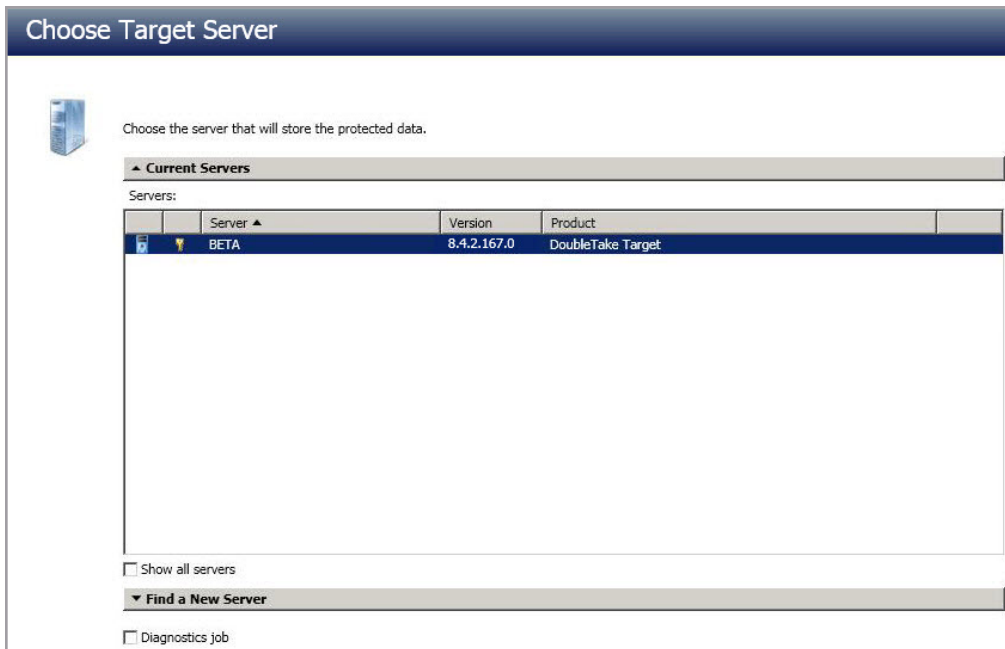 Choose Target Server
Choose the server that will store the protected data.
Current Servers
Servers:
Server Version Product
BETA 8.4.2.167.0 DoubleTake Target
Show all servers
Find a New Server
Diagnostics job